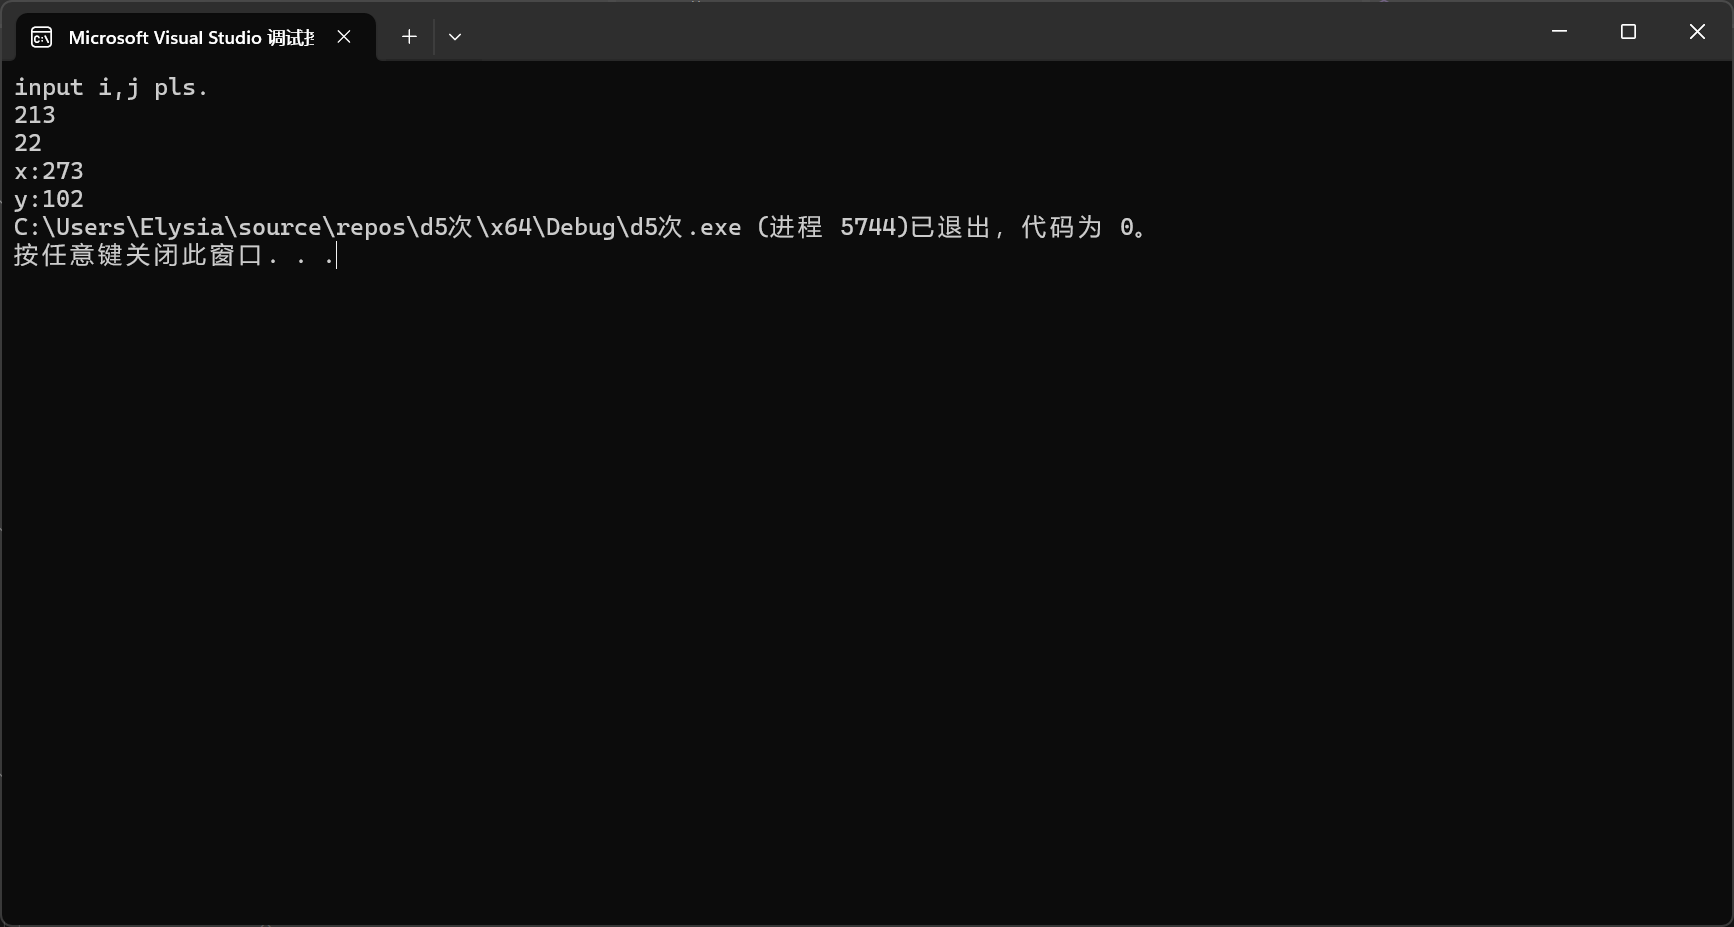 Microsoft Visual Studio 调试
input i,j pls.
213
22
x:273
y:102
C:\Users\Elysia\source\repos\d5次\x64\Debug\d5次.exe (进程 5744)已退出，代码为 0。
按任意键关闭此窗口. . .